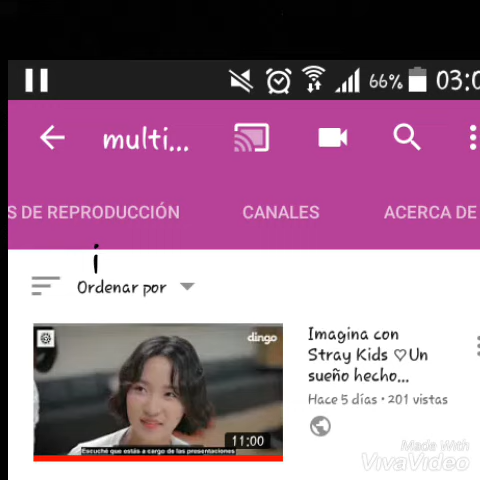 66% 03:0
multi...
S DE REPRODUCCIÓN CANALES ACERCA DE
i
Ordenar por
dingo
Imagina con
Stray Kids ♡Un
sueño hecho...
Hace 5 días • 201 vistas
11:00
Escuché que estás a cargo de las presentaciones
Made With
VivaVideo